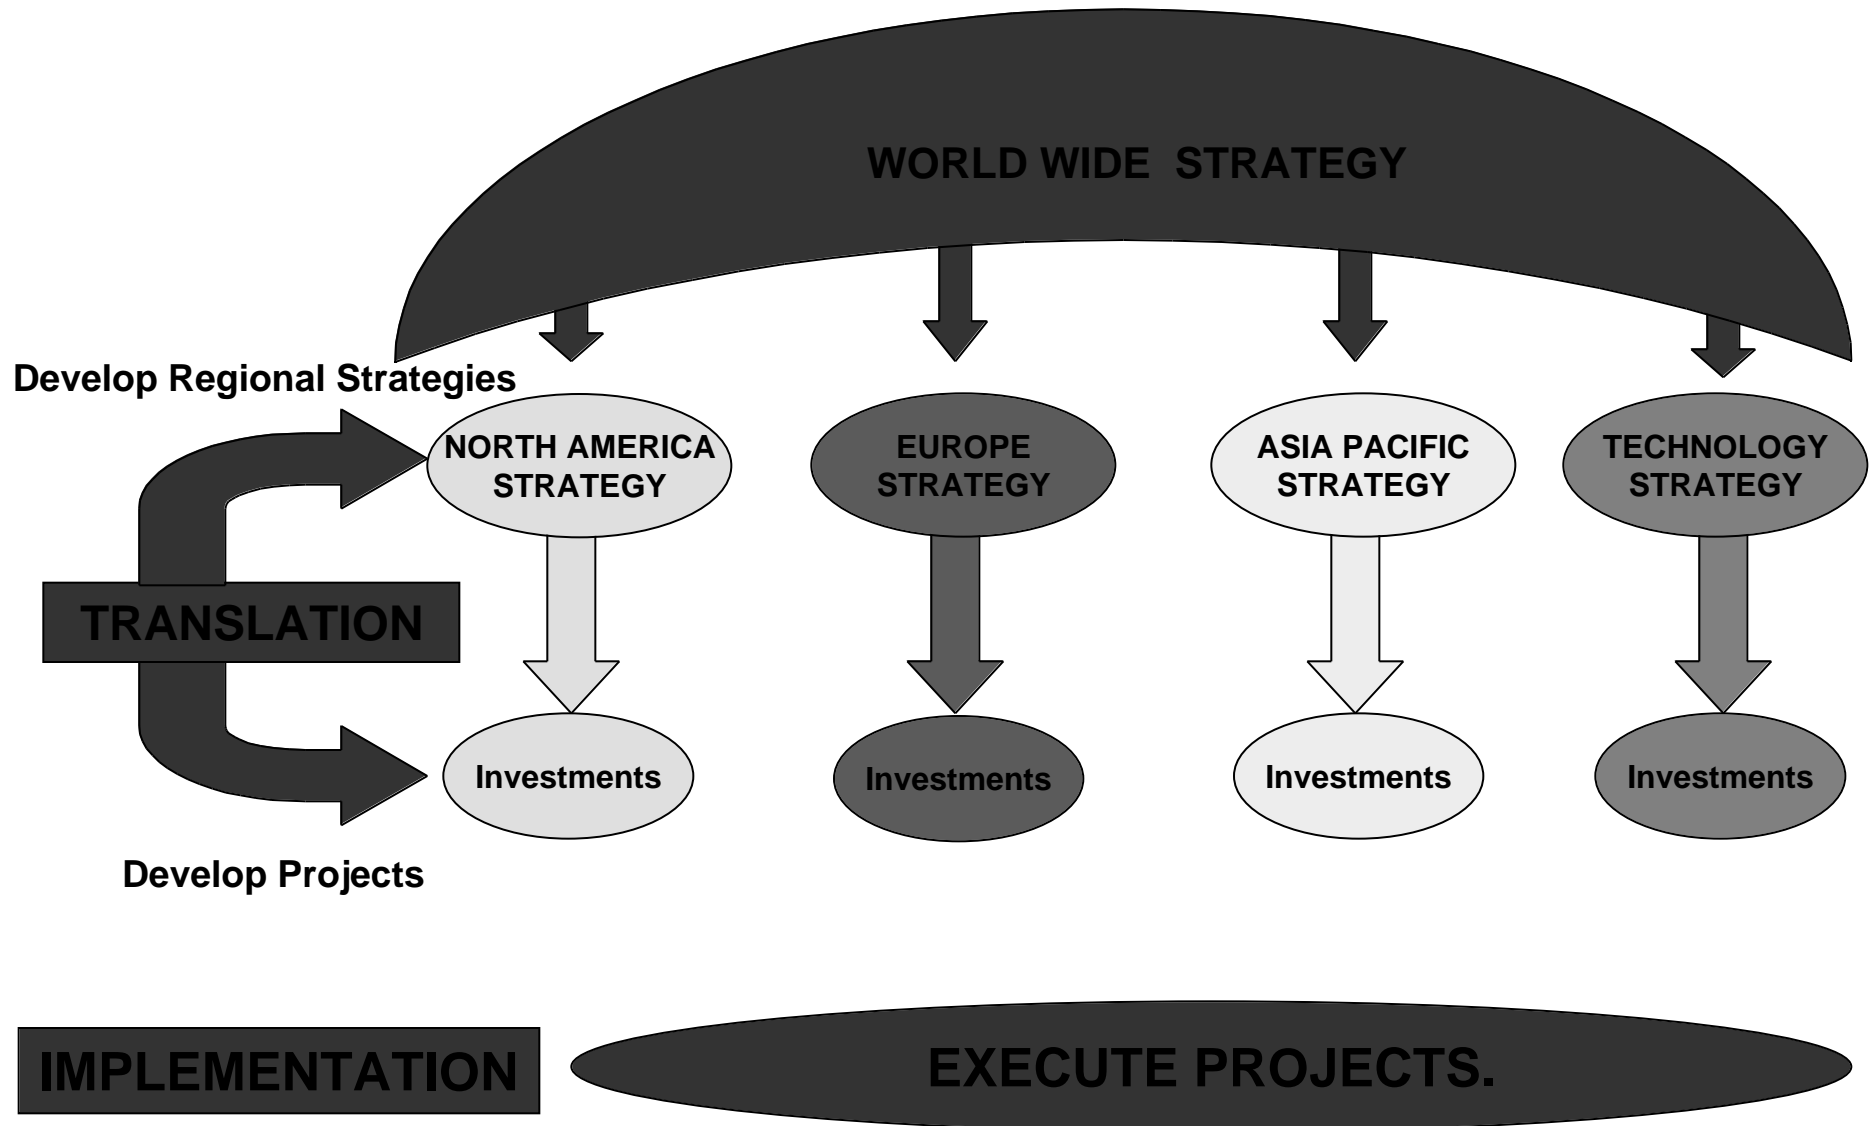 WORLD WIDE  STRATEGY
Develop Regional Strategies
NORTH AMERICA
STRATEGY
EUROPE
STRATEGY
ASIA PACIFIC
STRATEGY
TECHNOLOGY
STRATEGY
TRANSLATION
Investments
Investments
Investments
Investments
Develop Projects
IMPLEMENTATION
EXECUTE PROJECTS.